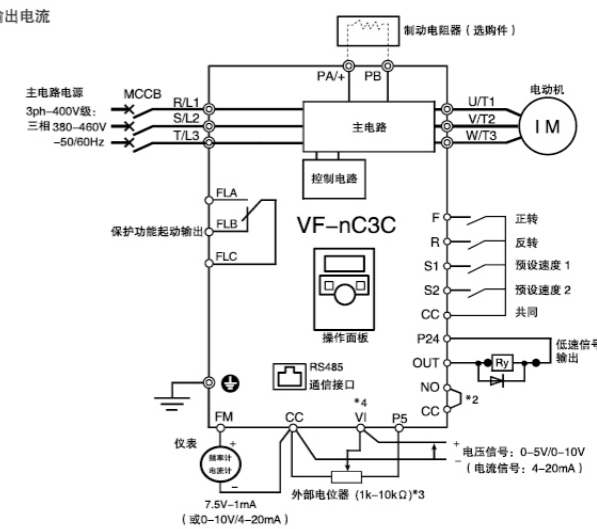 输出电流
制动电阻器（选购件）
PA/+
PB
主电路电源
MCCB
3ph-400V级：
三相 380-460V
-50/60Hz
R/L1
S/L2
T/L3
主电路
控制电路
U/T1
V/T2
W/T3
电动机
I M
FLA
FLB
FLC
保护功能起动输出
VF-nC3C
操作面板
F
正转
R
反转
S1
预设速度 1
S2
预设速度 2
CC
共同
P24
OUT
Ry
低速信号
输出
NO
CC
*2
RS485
通信接口
*4
FM
CC
VI
P5
仪表
+
频率计
电流计
−
7.5V-1mA
（或0-10V/4-20mA）
外部电位器（1k-10kΩ）*3
+
−
电压信号：0-5V/0-10V
（电流信号：4-20mA）